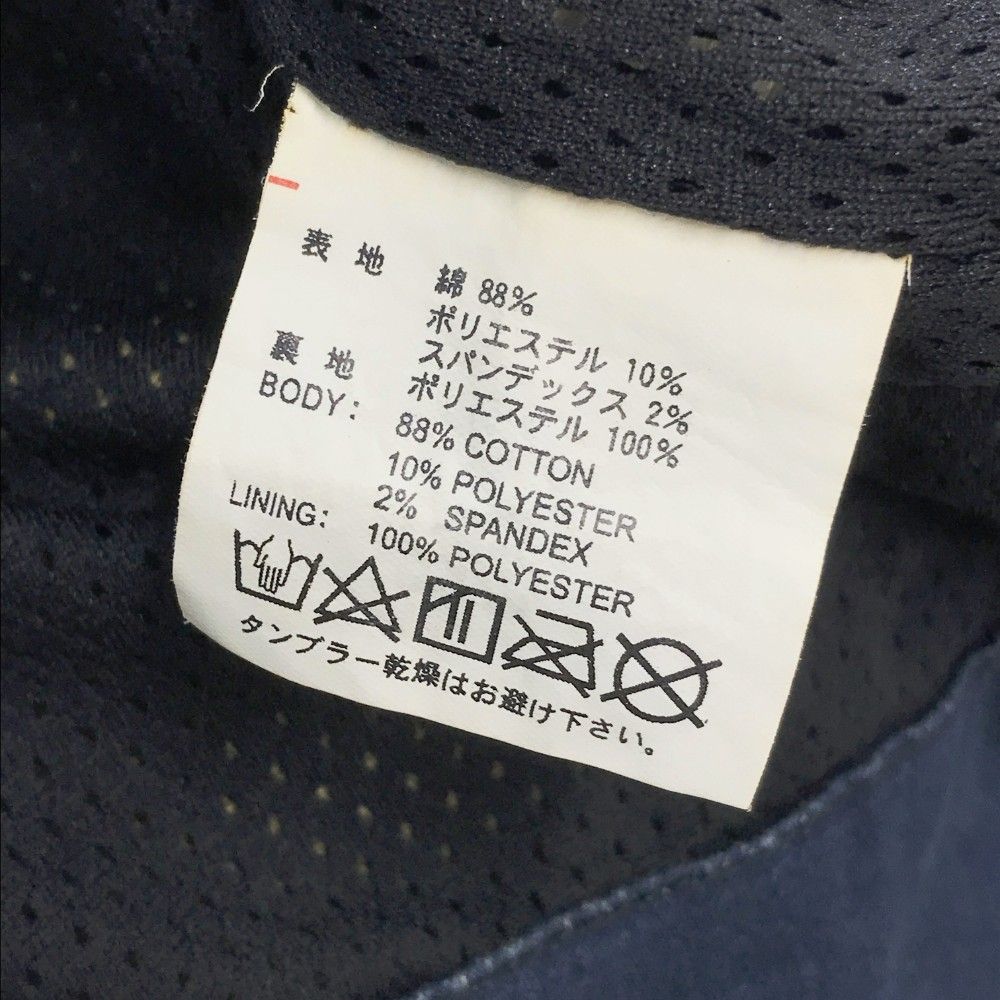 表地 綿 88%
ポリエステル 10%
スパンデックス 2%
裏地 ポリエステル 100%
BODY: 88% COTTON
10% POLYESTER
2% SPANDEX
LINING: 100% POLYESTER
タンブラー乾燥はお避け下さい。